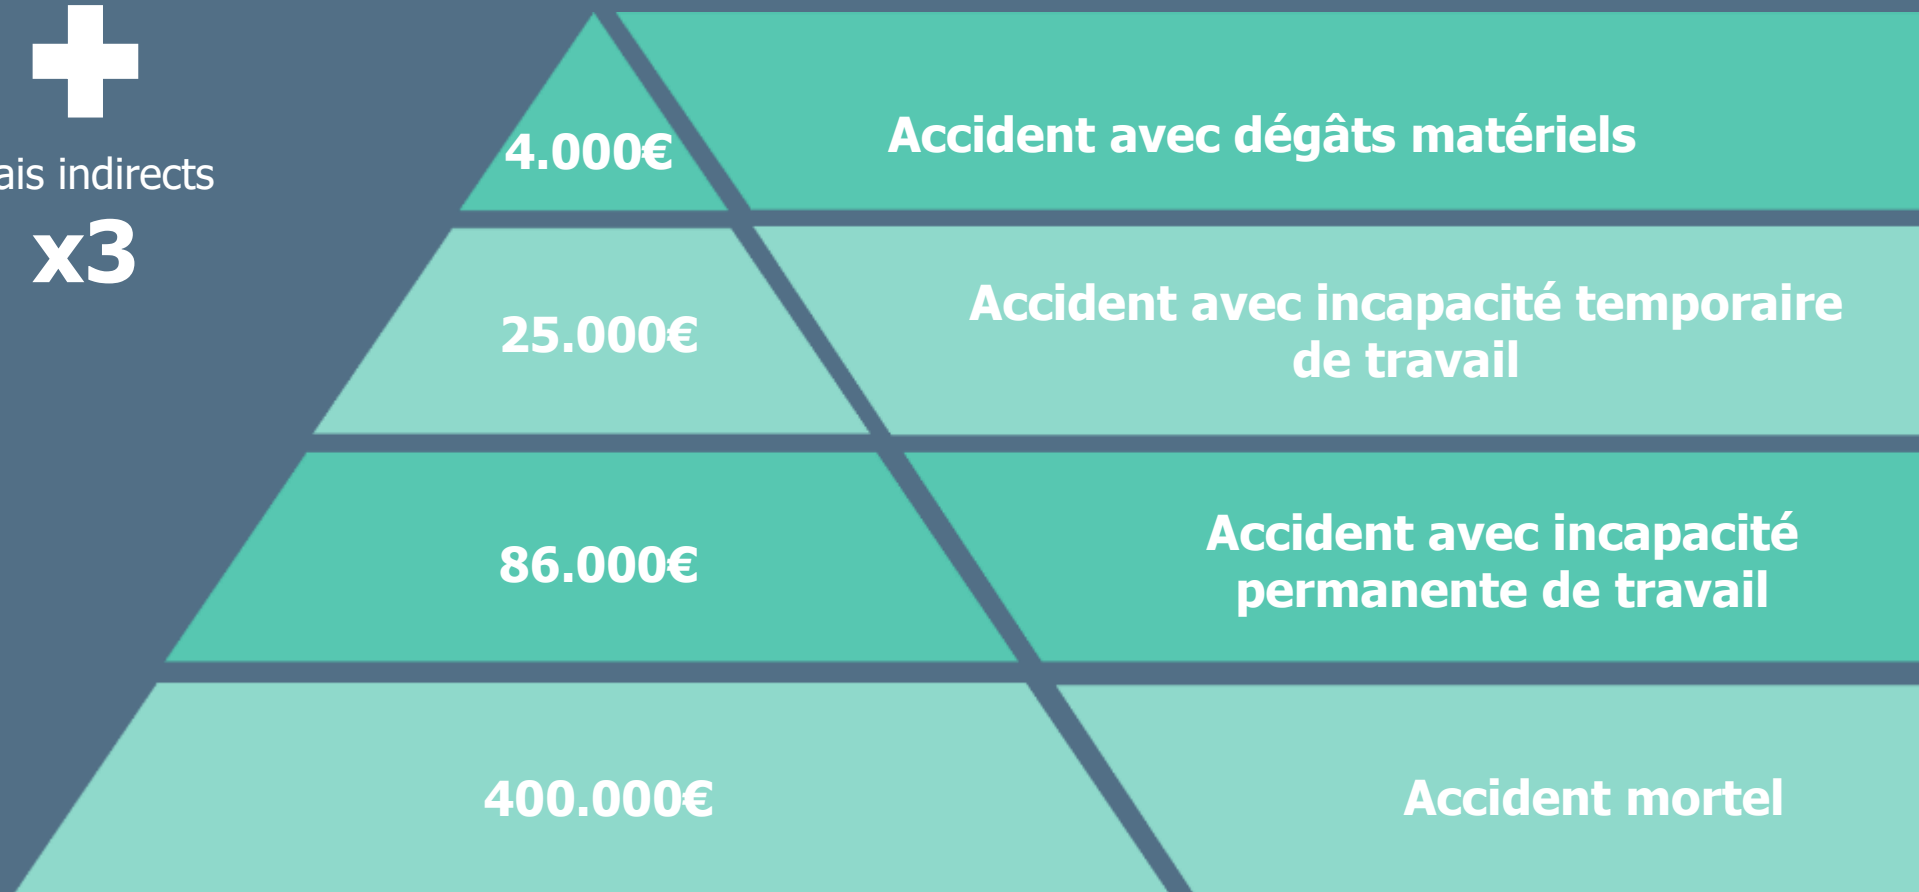 indirects
x3
4.000€
Accident avec dégâts matériels
25.000€
Accident avec incapacité temporaire
de travail
86.000€
Accident avec incapacité
permanente de travail
400.000€
Accident mortel